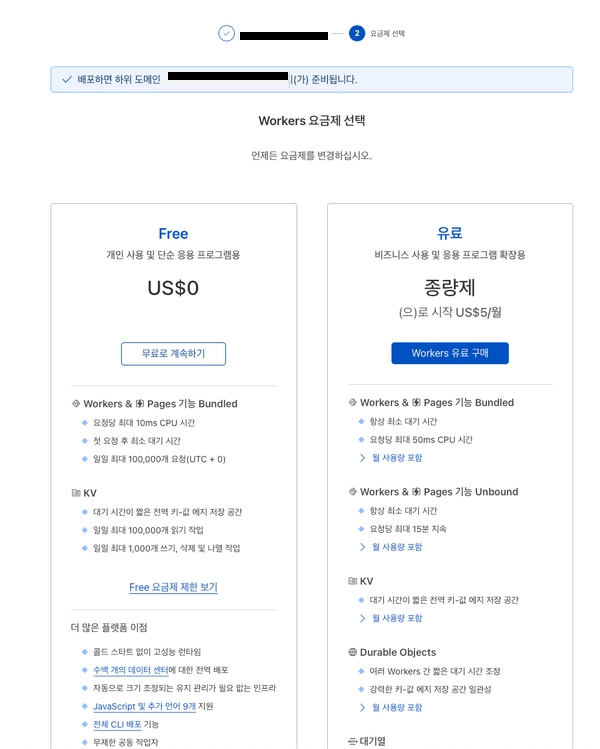 2 요금제 선택
배포하면 하위 도메인 이(가) 준비됩니다.
Workers 요금제 선택
언제든 요금제를 변경하십시오.
Free
개인 사용 및 단순 응용 프로그램용
US$0
무료로 계속하기
Workers & Pages 기능 Bundled
요청당 최대 10ms CPU 시간
첫 요청 후 최소 대기 시간
일일 최대 100,000개 요청(UTC + 0)
KV
대기 시간이 짧은 전역 키-값 에지 저장 공간
일일 최대 100,000개 읽기 작업
일일 최대 1,000개 쓰기, 삭제 및 나열 작업
Free 요금제 제한 보기
더 많은 플랫폼 이점
콜드 스타트 없이 고성능 런타임
수백 개의 데이터 센터에 대한 전역 배포
자동으로 크기 조정되는 유지 관리가 필요 없는 인프라
JavaScript 및 추가 언어 9개 지원
전체 CLI 배포 기능
무제한 공동 작업자
유료
비즈니스 사용 및 응용 프로그램 확장용
종량제
(으)로 시작 US$5/월
Workers 유료 구매
Workers & Pages 기능 Bundled
항상 최소 대기 시간
요청당 최대 50ms CPU 시간
월 사용량 포함
Workers & Pages 기능 Unbound
항상 최소 대기 시간
요청당 최대 15분 지속
월 사용량 포함
KV
대기 시간이 짧은 전역 키-값 에지 저장 공간
월 사용량 포함
Durable Objects
여러 Workers 간 짧은 대기 시간 조정
강력한 키-값 에지 저장 공간 일관성
월 사용량 포함
대기열